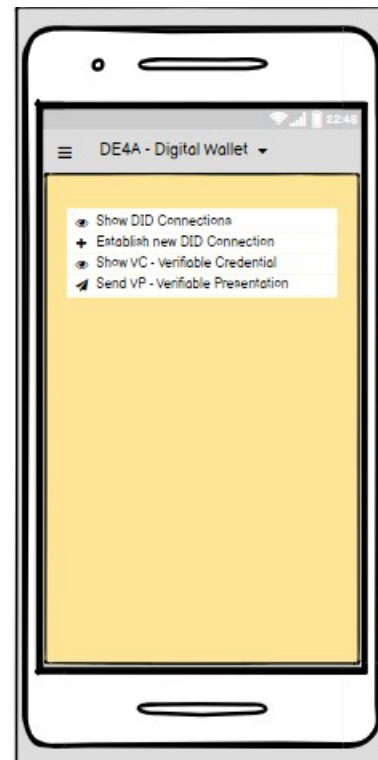 22:48
DE4A - Digital Wallet
Show DID Connections
Establish new DID Connection
Show VC - Verifiable Credential
Send VP - Verifiable Presentation